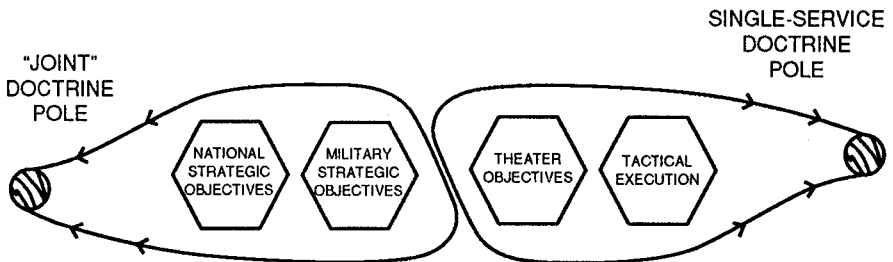 "JOINT"
DOCTRINE
POLE
SINGLE-SERVICE
DOCTRINE
POLE
NATIONAL
STRATEGIC
OBJECTIVES
MILITARY
STRATEGIC
OBJECTIVES
THEATER
OBJECTIVES
TACTICAL
EXECUTION